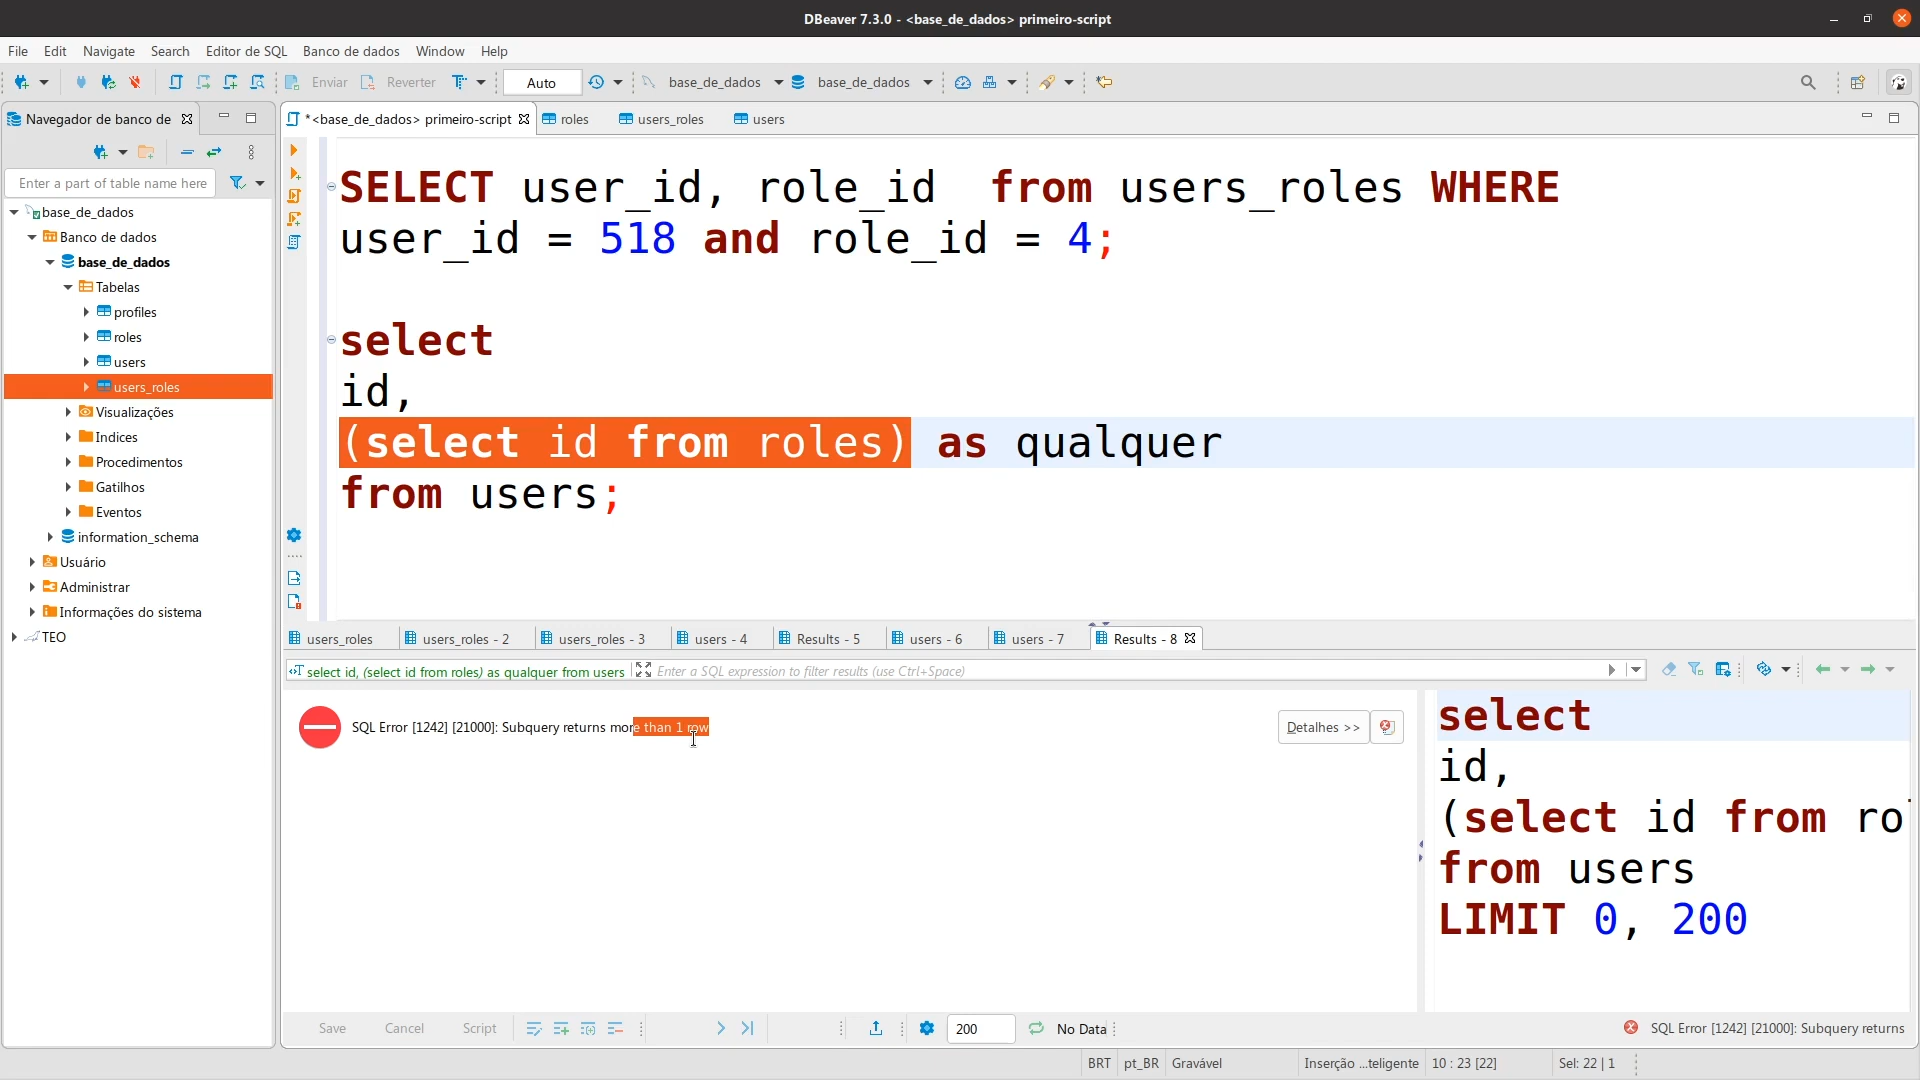 DBeaver 7.3.0 - <base_de_dados> primeiro-script
File Edit Navigate Search Editor de SQL Banco de dados Window Help
Enviar Reverter Auto base_de_dados base_de_dados
Navegador de banco de
*<base_de_dados> primeiro-script roles users_roles users
Enter a part of table name here
base_de_dados
Banco de dados
base_de_dados
Tabelas
profiles
roles
users
users_roles
Visualizações
Indices
Procedimentos
Gatilhos
Eventos
information_schema
Usuário
Administrar
Informações do sistema
TEO
SELECT user_id, role_id from users_roles WHERE
user_id = 518 and role_id = 4;
select
id,
(select id from roles) as qualquer
from users;
users_roles users_roles - 2 users_roles - 3 users - 4 Results - 5 users - 6 users - 7 Results - 8
select id, (select id from roles) as qualquer from users Enter a SQL expression to filter results (use Ctrl+Space)
SQL Error [1242] [21000]: Subquery returns more than 1 row
Detalhes >>
select
id,
(select id from ro
from users
LIMIT 0, 200
Save Cancel Script 200 No Data SQL Error [1242] [21000]: Subquery returns
BRT pt_BR Gravável Inserção ...teligente 10 : 23 [22] Sel: 22 | 1